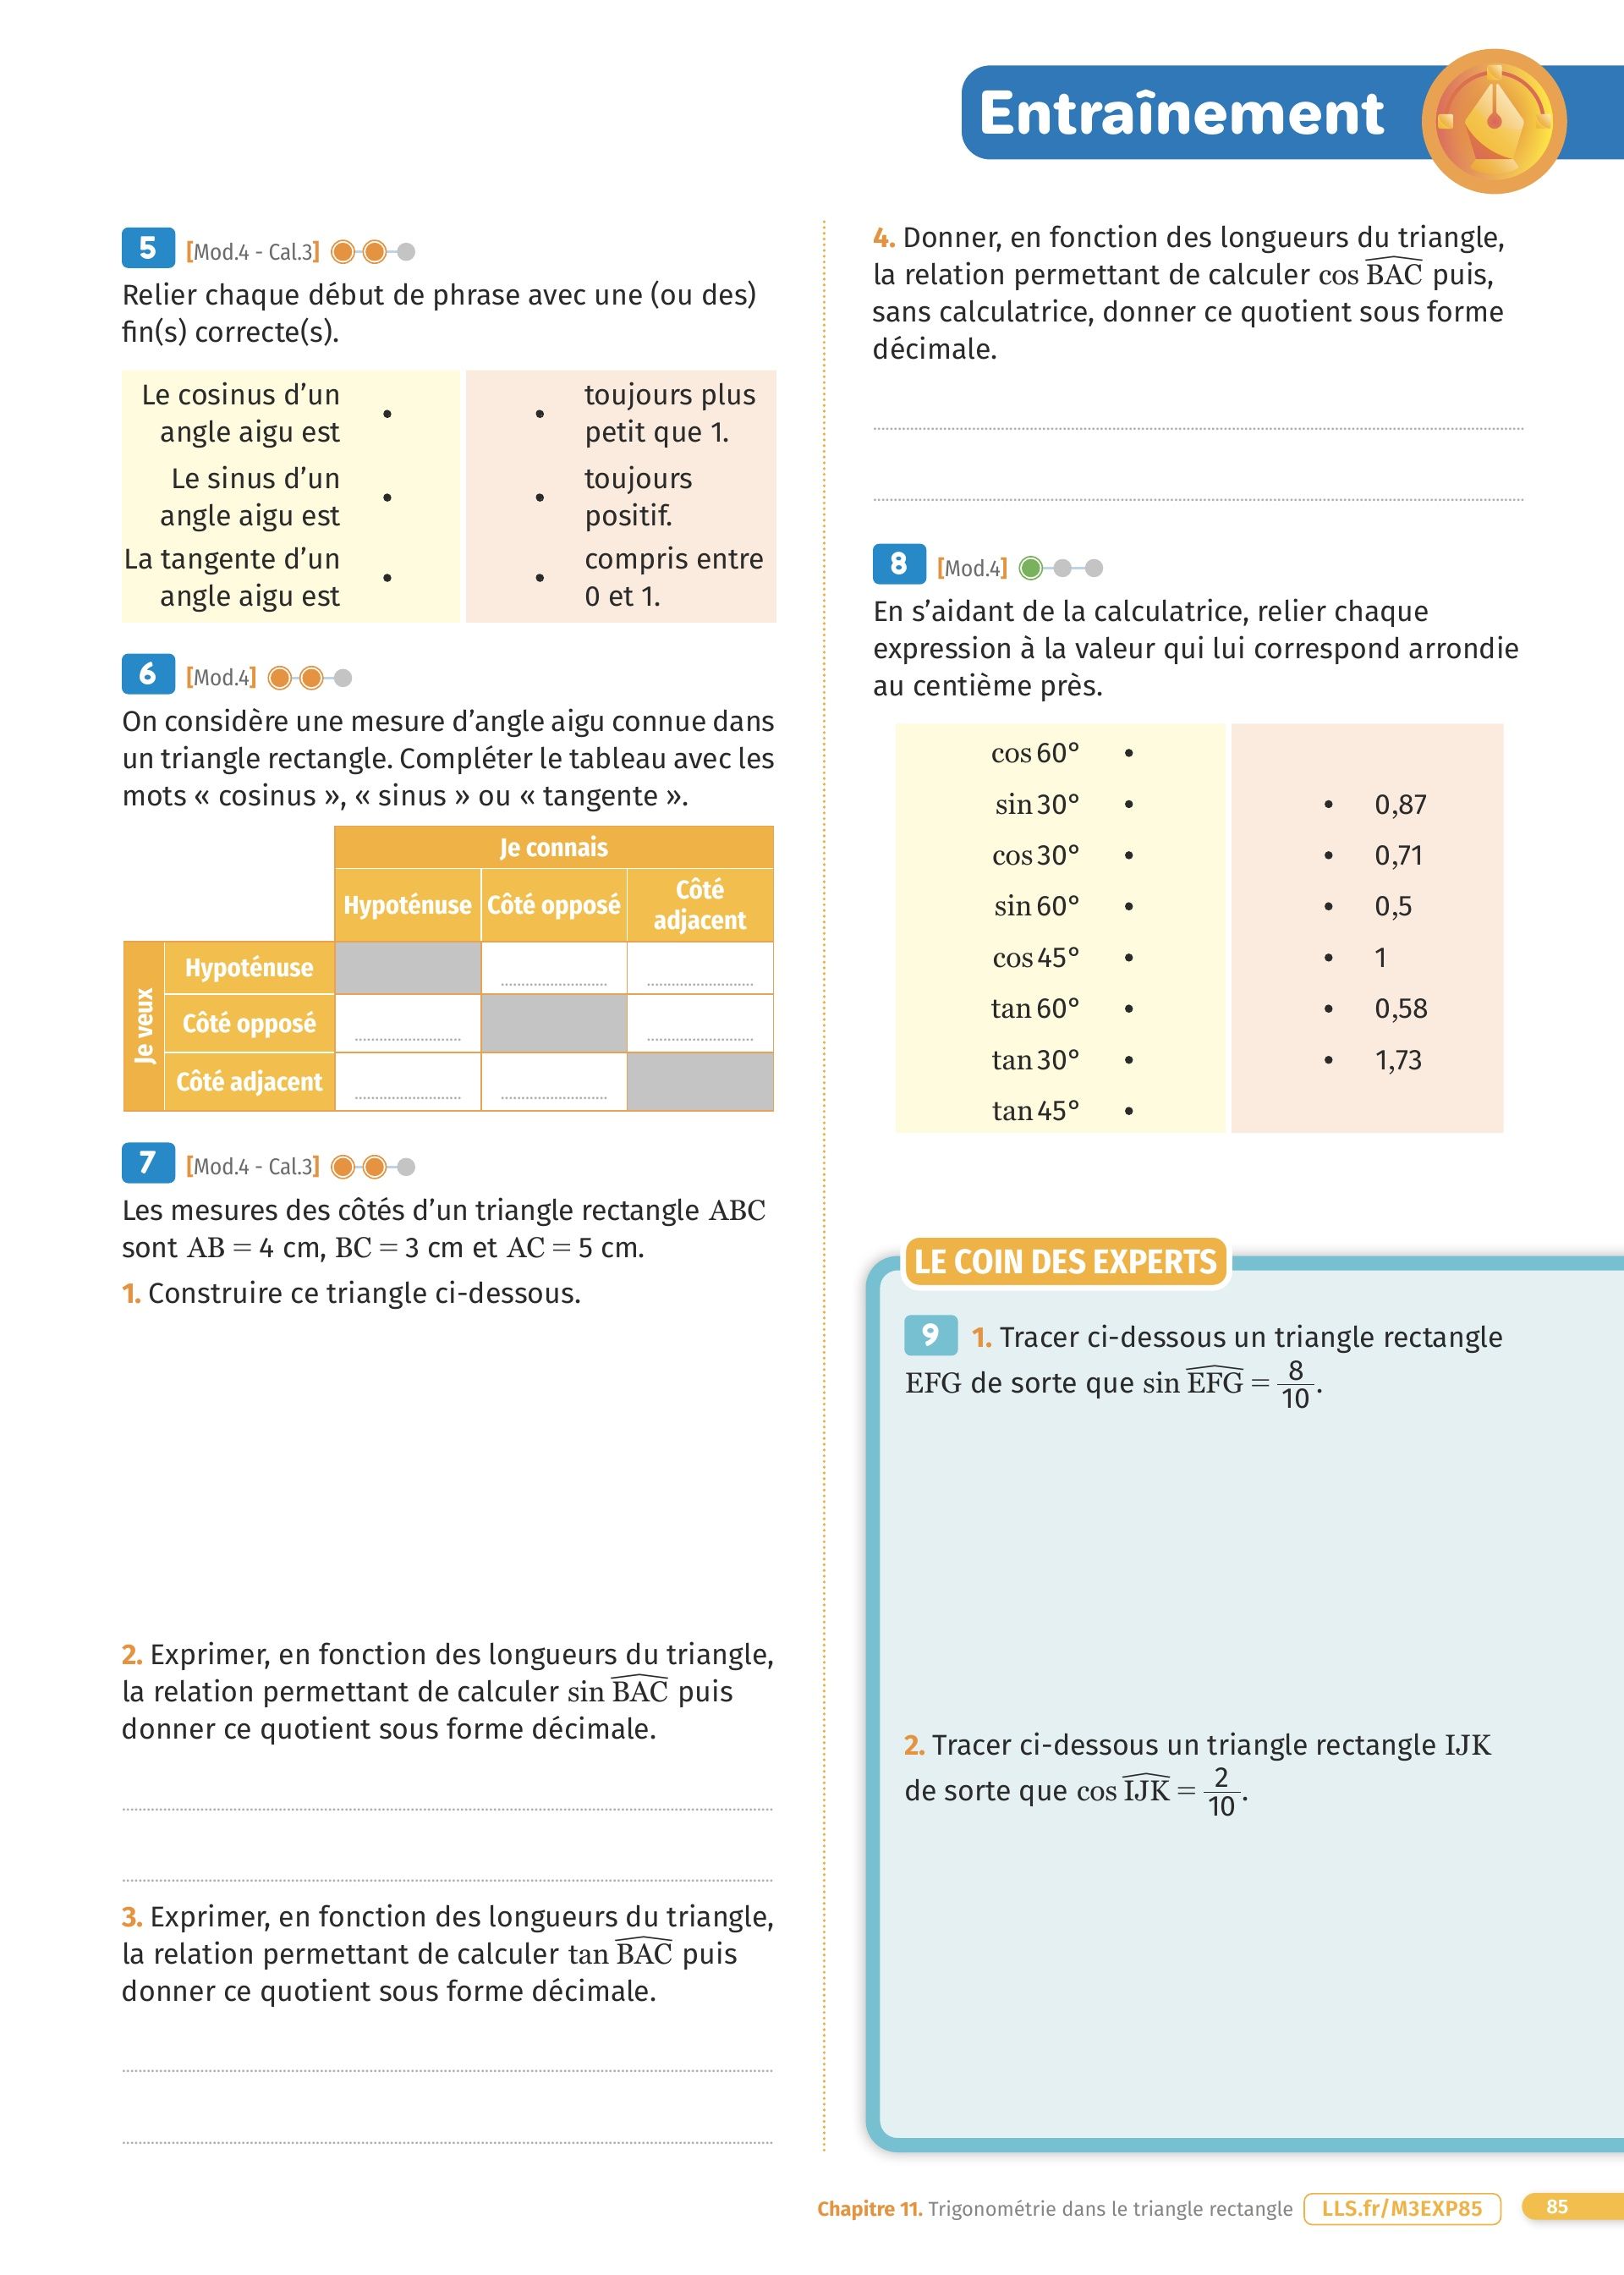 Entraînement
5 [Mod.4 - Cal.3]
Relier chaque début de phrase avec une (ou des)
fin(s) correcte(s).
Le cosinus d’un
angle aigu est
•
•
toujours plus
petit que 1.
Le sinus d’un
angle aigu est
•
•
toujours
positif.
La tangente d’un
angle aigu est
•
•
compris entre
0 et 1.
6 [Mod.4]
On considère une mesure d’angle aigu connue dans
un triangle rectangle. Compléter le tableau avec les
mots « cosinus », « sinus » ou « tangente ».
Je connais
Hypoténuse
Côté opposé
Côté
adjacent
Je veux
Hypoténuse
Côté opposé
Côté adjacent
7 [Mod.4 - Cal.3]
Les mesures des côtés d’un triangle rectangle ABC
sont AB = 4 cm, BC = 3 cm et AC = 5 cm.
1. Construire ce triangle ci-dessous.
2. Exprimer, en fonction des longueurs du triangle,
la relation permettant de calculer sin BAC puis
donner ce quotient sous forme décimale.
3. Exprimer, en fonction des longueurs du triangle,
la relation permettant de calculer tan BAC puis
donner ce quotient sous forme décimale.
4. Donner, en fonction des longueurs du triangle,
la relation permettant de calculer cos BAC puis,
sans calculatrice, donner ce quotient sous forme
décimale.
8 [Mod.4]
En s’aidant de la calculatrice, relier chaque
expression à la valeur qui lui correspond arrondie
au centième près.
cos 60° •
sin 30° • • 0,87
cos 30° • • 0,71
sin 60° • • 0,5
cos 45° • • 1
tan 60° • • 0,58
tan 30° • • 1,73
tan 45° •
LE COIN DES EXPERTS
9 1. Tracer ci-dessous un triangle rectangle
EFG de sorte que sin EFG = 8/10.
2. Tracer ci-dessous un triangle rectangle IJK
de sorte que cos IJK = 2/10.
Chapitre 11. Trigonométrie dans le triangle rectangle LLS.fr/M3EXP85 85